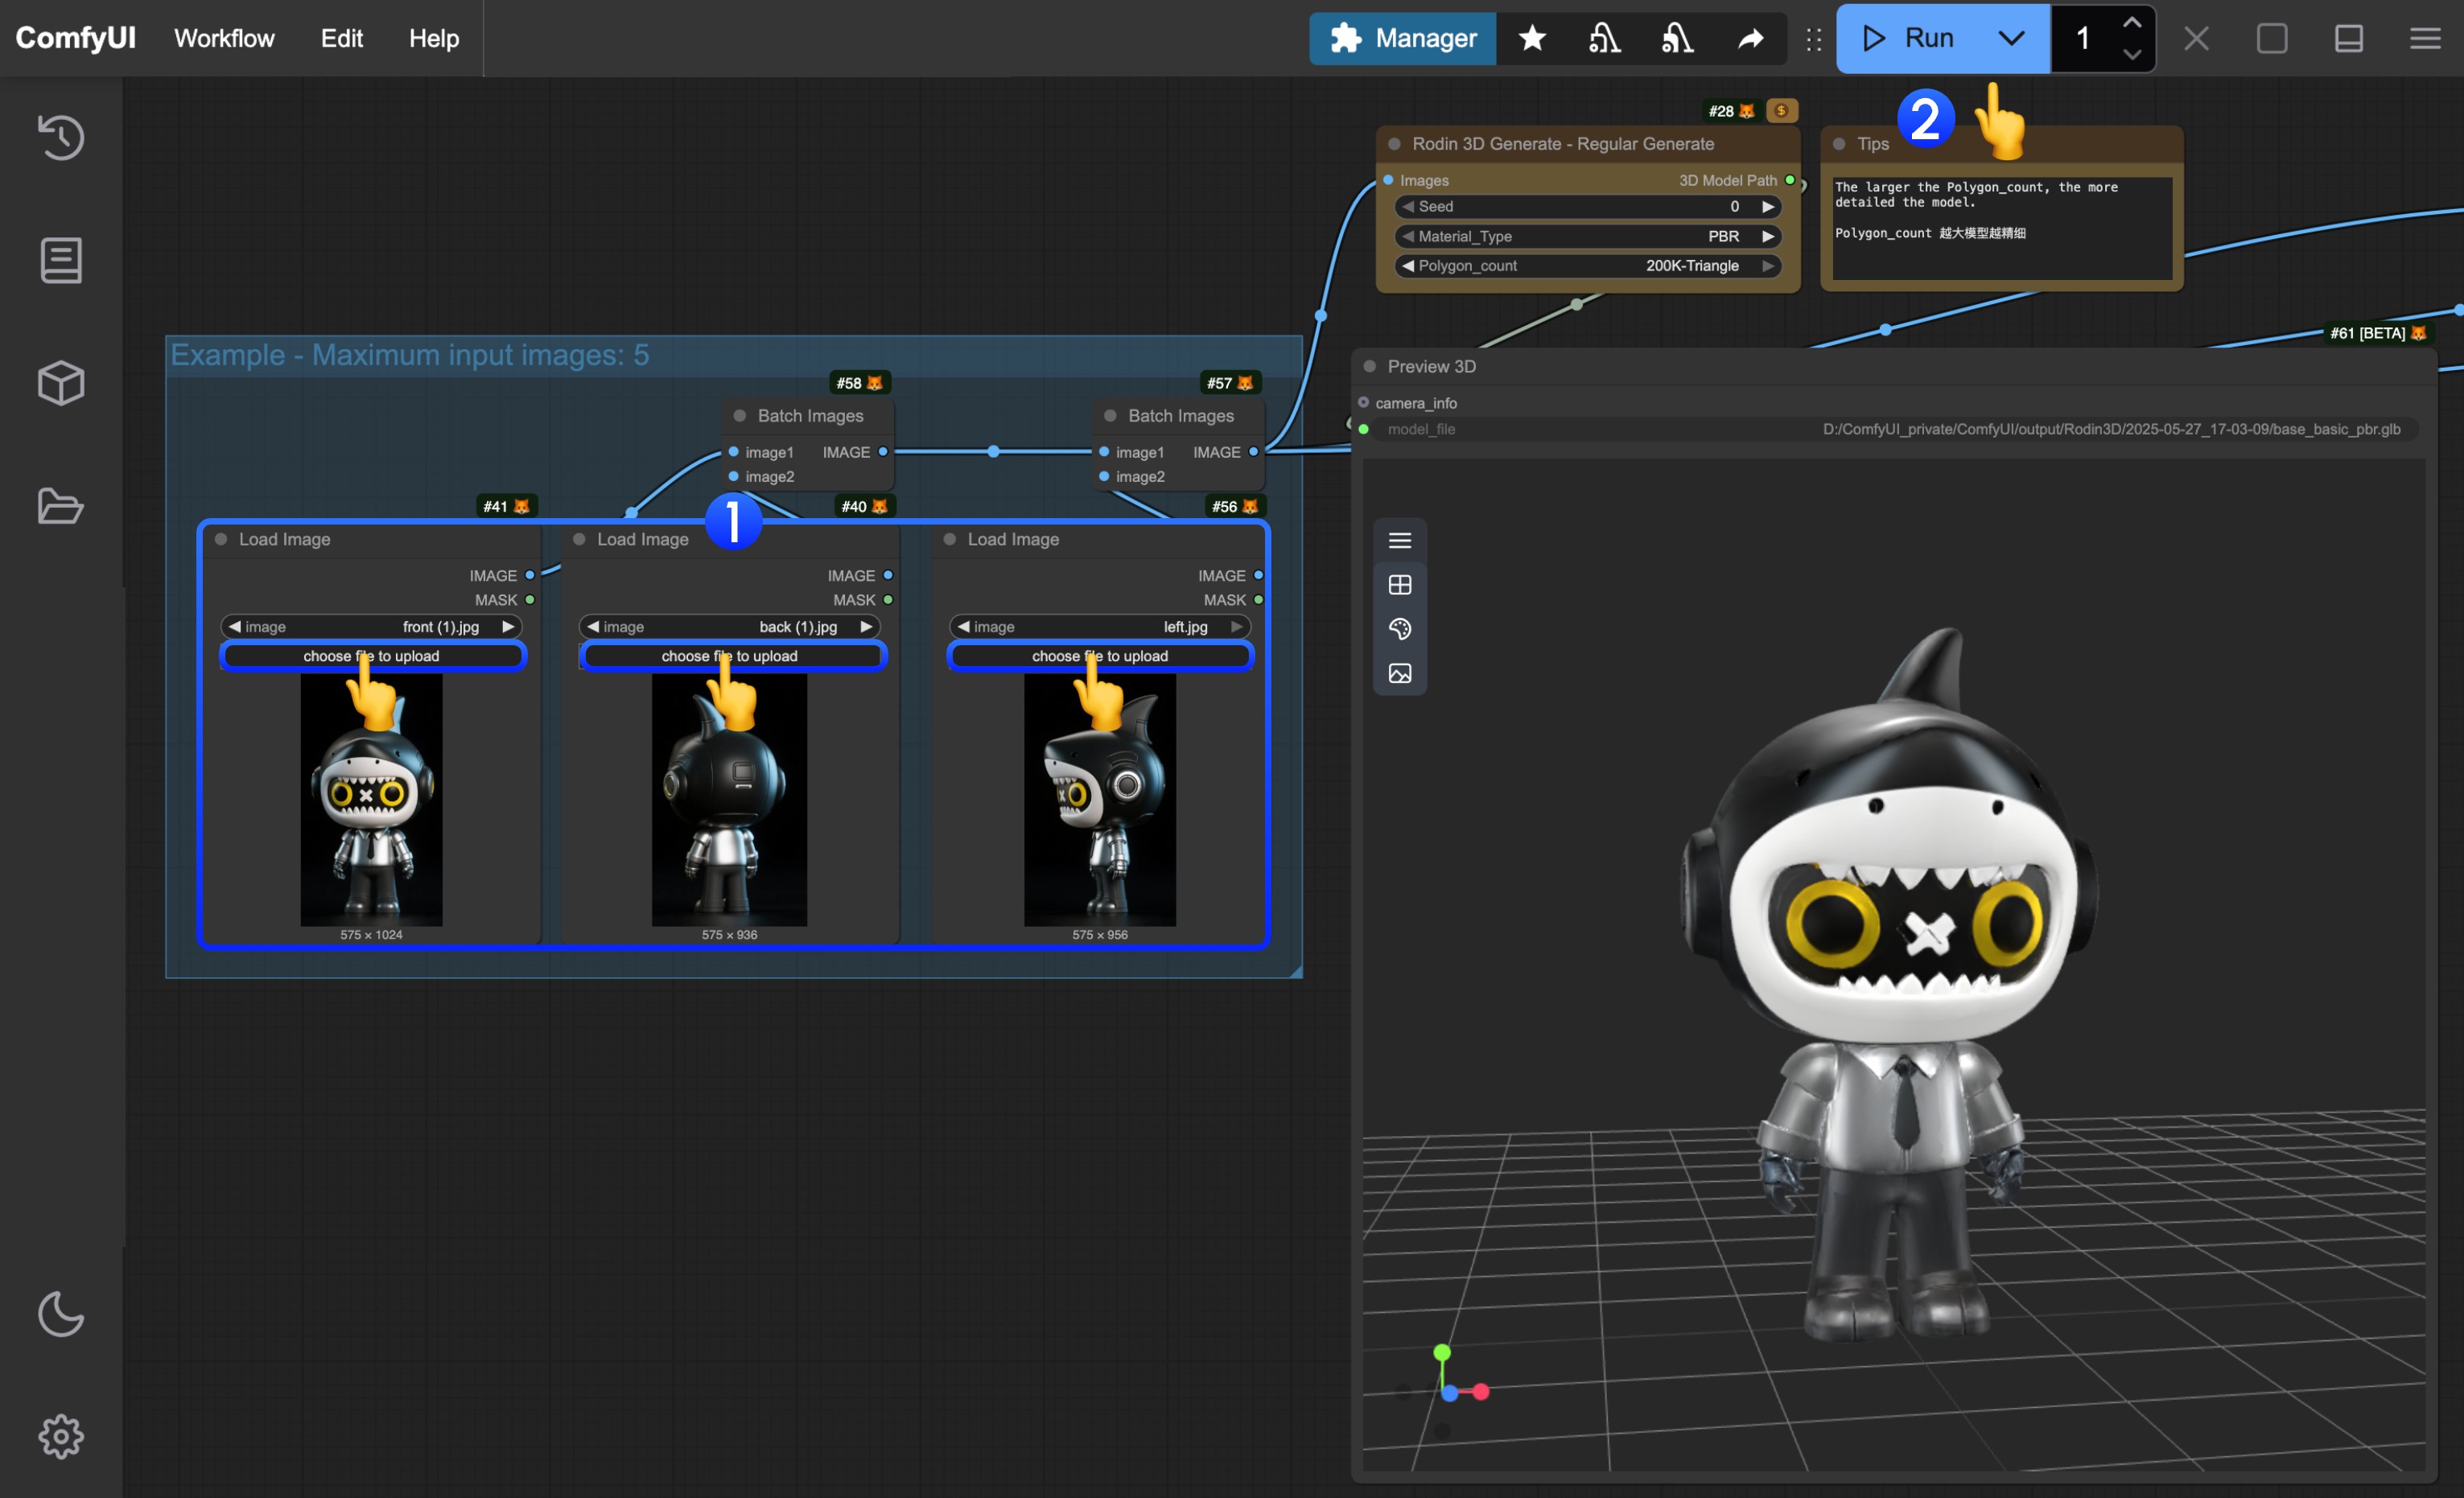 ComfyUI Workflow Edit Help
Manager
Run
1
2
#28
Rodin 3D Generate - Regular Generate
Images 3D Model Path
Seed 0
Material_Type PBR
Polygon_count 200K-Triangle
Tips
The larger the Polygon_count, the more
detailed the model.
Polygon_count 越大模型越精细
#61 [BETA]
Example - Maximum input images: 5
#58
Batch Images
image1 IMAGE
image2
#57
Batch Images
image1 IMAGE
image2
1
#41
Load Image
IMAGE
MASK
image front (1).jpg
choose file to upload
575 × 1024
#40
Load Image
IMAGE
MASK
image back (1).jpg
choose file to upload
575 × 936
#56
Load Image
IMAGE
MASK
image left.jpg
choose file to upload
575 × 956
Preview 3D
camera_info
model_file D:/ComfyUI_private/ComfyUI/output/Rodin3D/2025-05-27_17-03-09/base_basic_pbr.glb